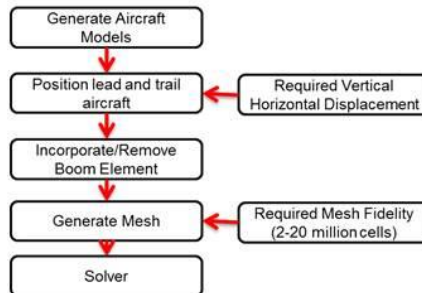 Generate Aircraft
Models
Position lead and trail
aircraft
Required Vertical
Horizontal Displacement
Incorporate/Remove
Boom Element
Generate Mesh
Required Mesh Fidelity
(2-20 million cells)
Solver